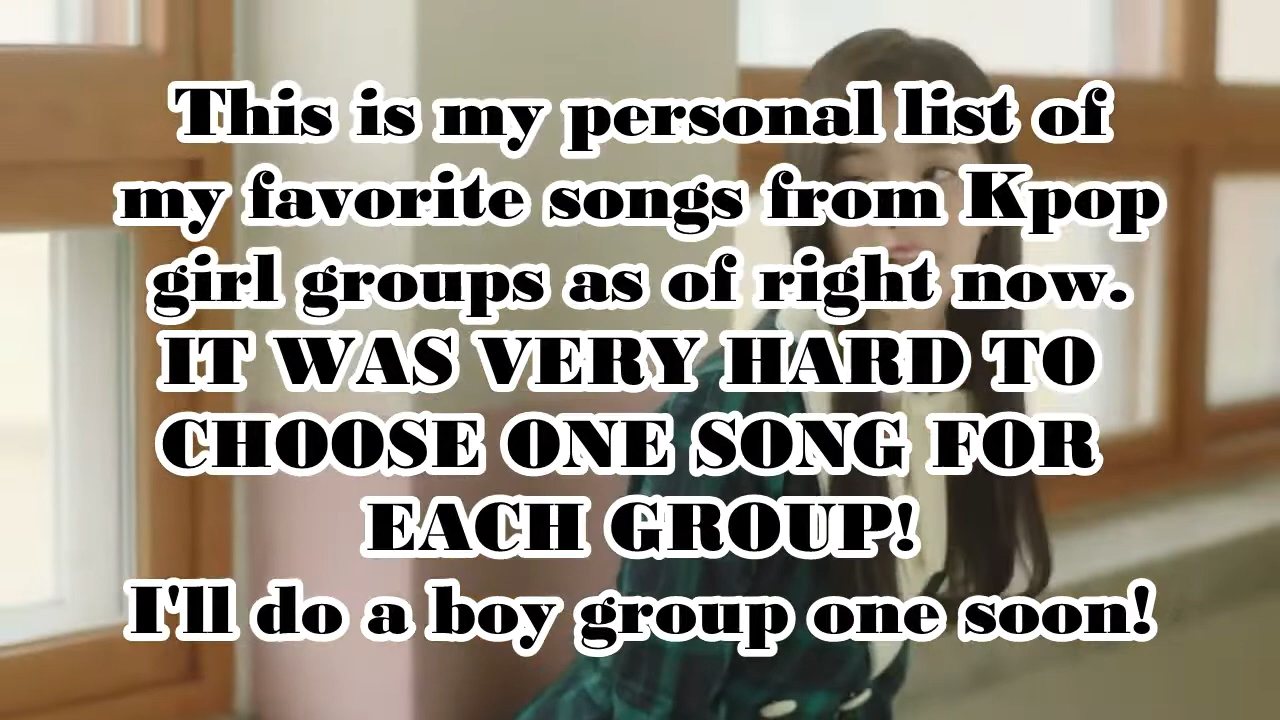 This is my personal list of
my favorite songs from Kpop
girl groups as of right now.
IT WAS VERY HARD TO
CHOOSE ONE SONG FOR
EACH GROUP!
I'll do a boy group one soon!